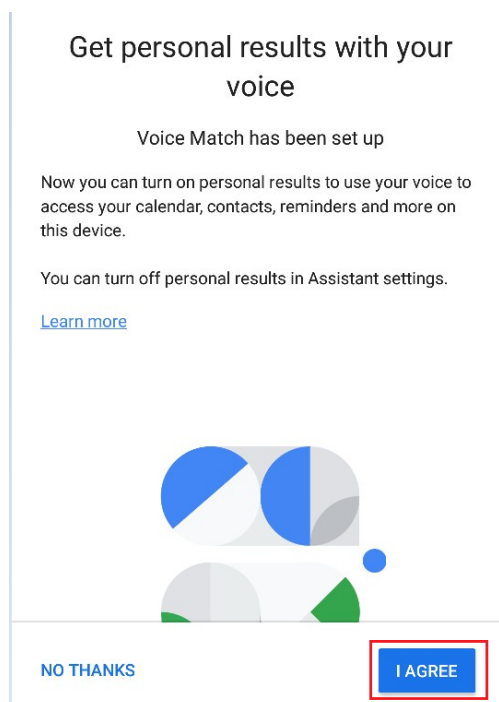 Get personal results with your
voice
Voice Match has been set up
Now you can turn on personal results to use your voice to
access your calendar, contacts, reminders and more on
this device.
You can turn off personal results in Assistant settings.
Learn more
NO THANKS
I AGREE